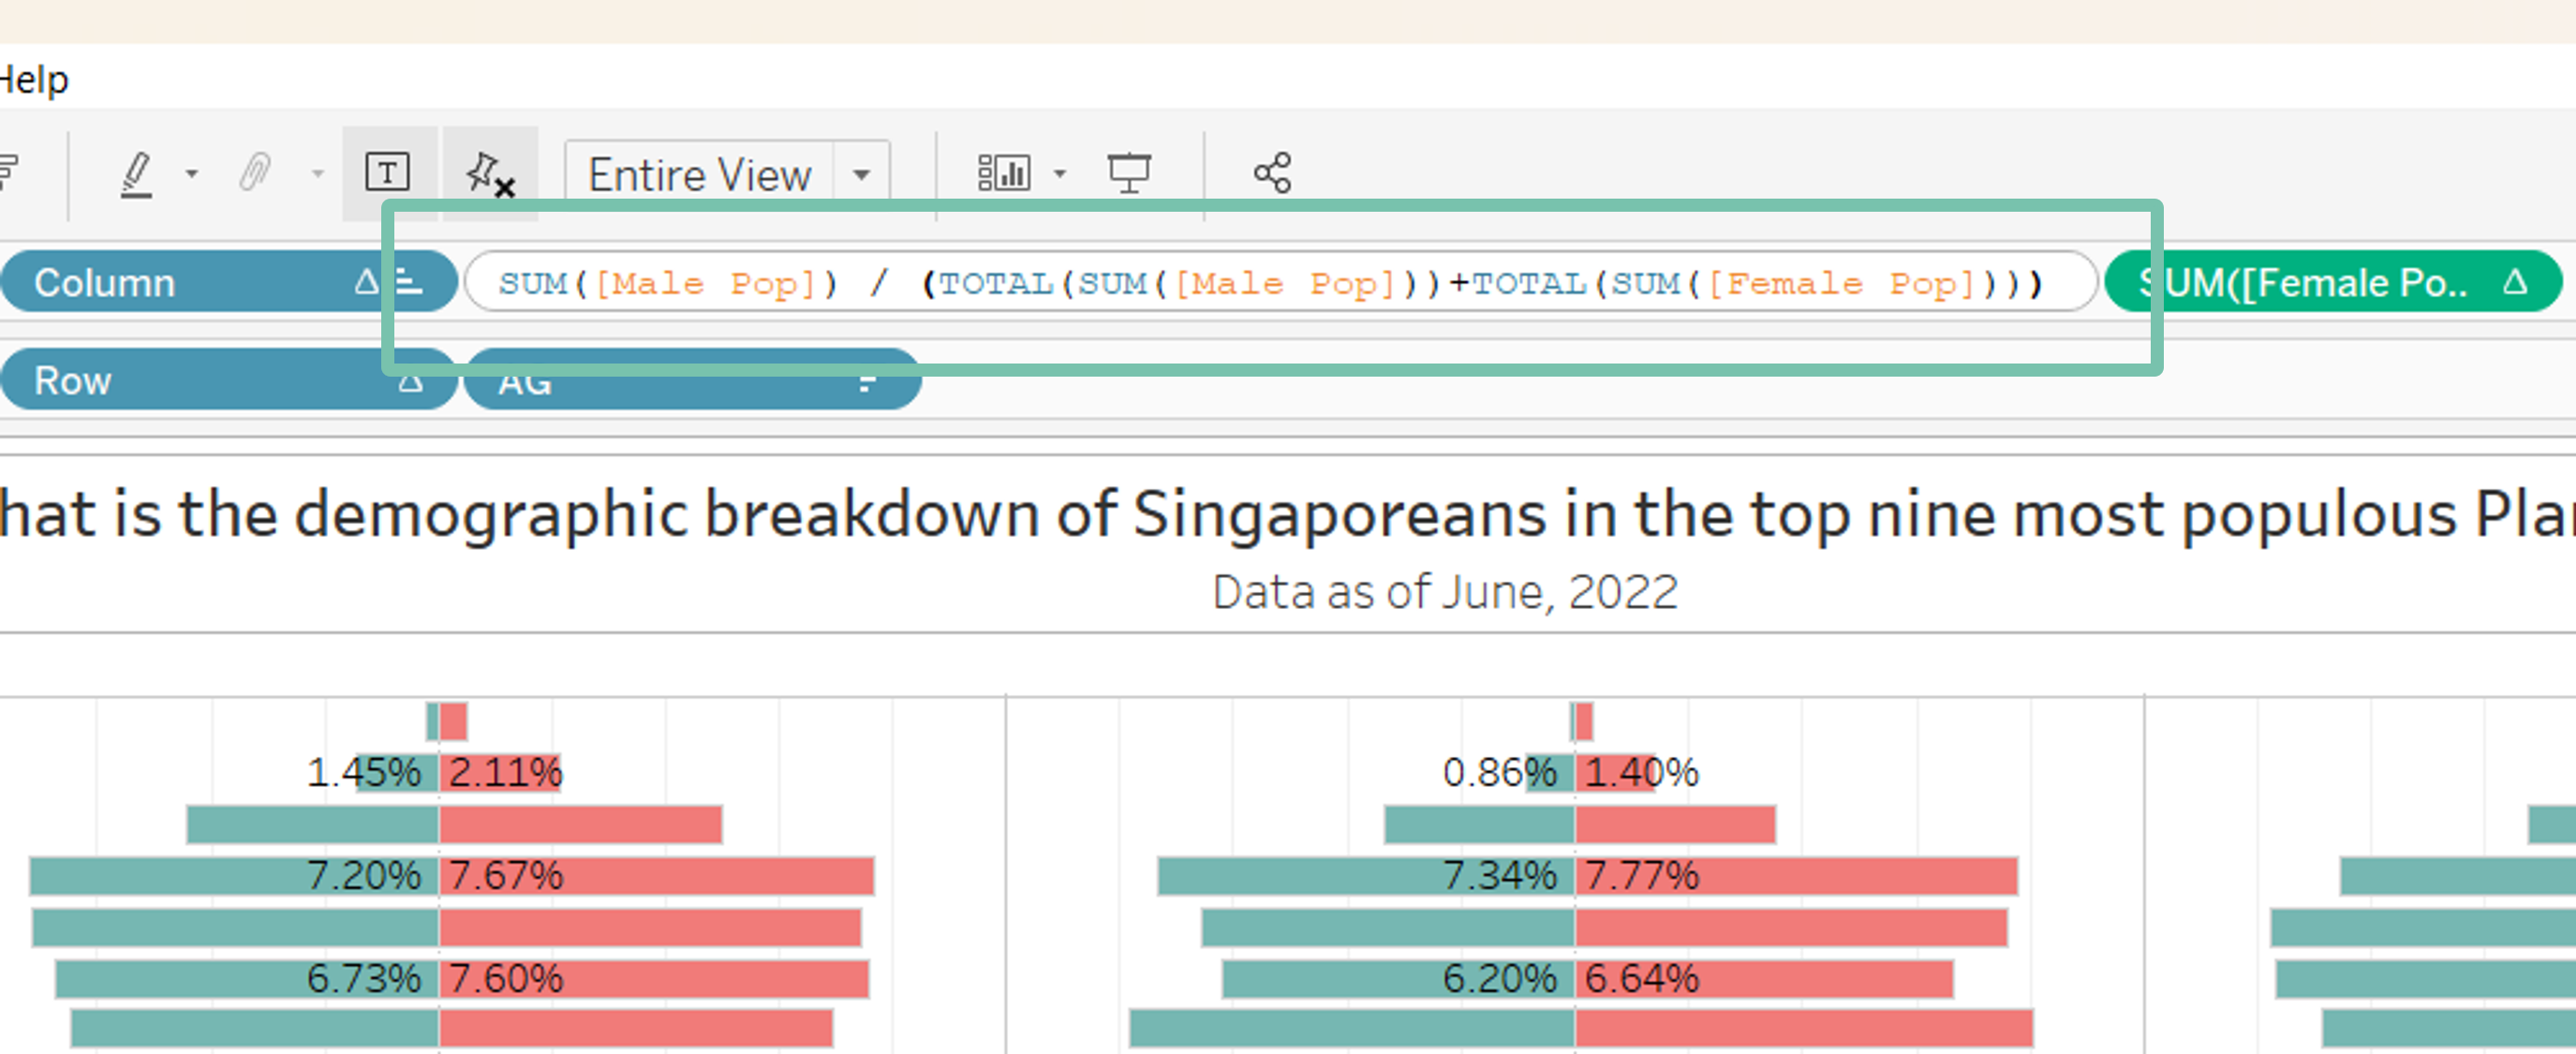 Help
T Entire View
Column SUM([Male Pop]) / (TOTAL(SUM([Male Pop]))+TOTAL(SUM([Female Pop]))) SUM([Female Po..
Row AG
hat is the demographic breakdown of Singaporeans in the top nine most populous Plan
Data as of June, 2022
1.45% 2.11% 0.86% 1.40%
7.20% 7.67% 7.34% 7.77%
6.73% 7.60% 6.20% 6.64%